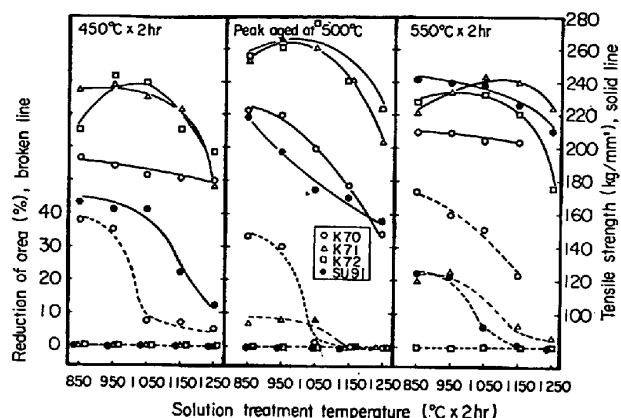 450°C x 2hr
Peak aged at 500°C
550°C x 2hr
280
260
240
220
200
180
160
140
120
100
Tensile strength (kg/mm²), solid line
Reduction of area (%), broken line
40
30
20
10
0
K70
K71
K72
SU91
850 950 1050 1150 1250
850 950 1050 1150 1250
850 950 1050 1150 1250
Solution treatment temperature (°C x 2hr)